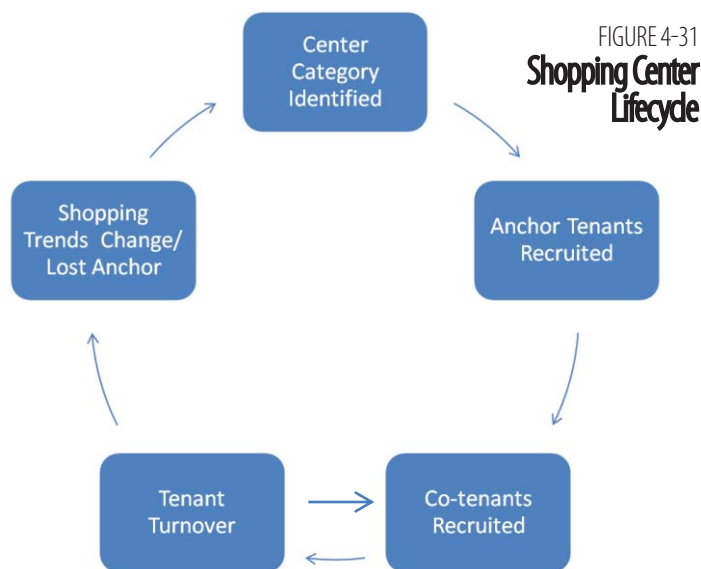 FIGURE 4-31
Shopping Center
Lifecycle
Center
Category
Identified
Anchor Tenants
Recruited
Co-tenants
Recruited
Tenant
Turnover
Shopping
Trends Change/
Lost Anchor